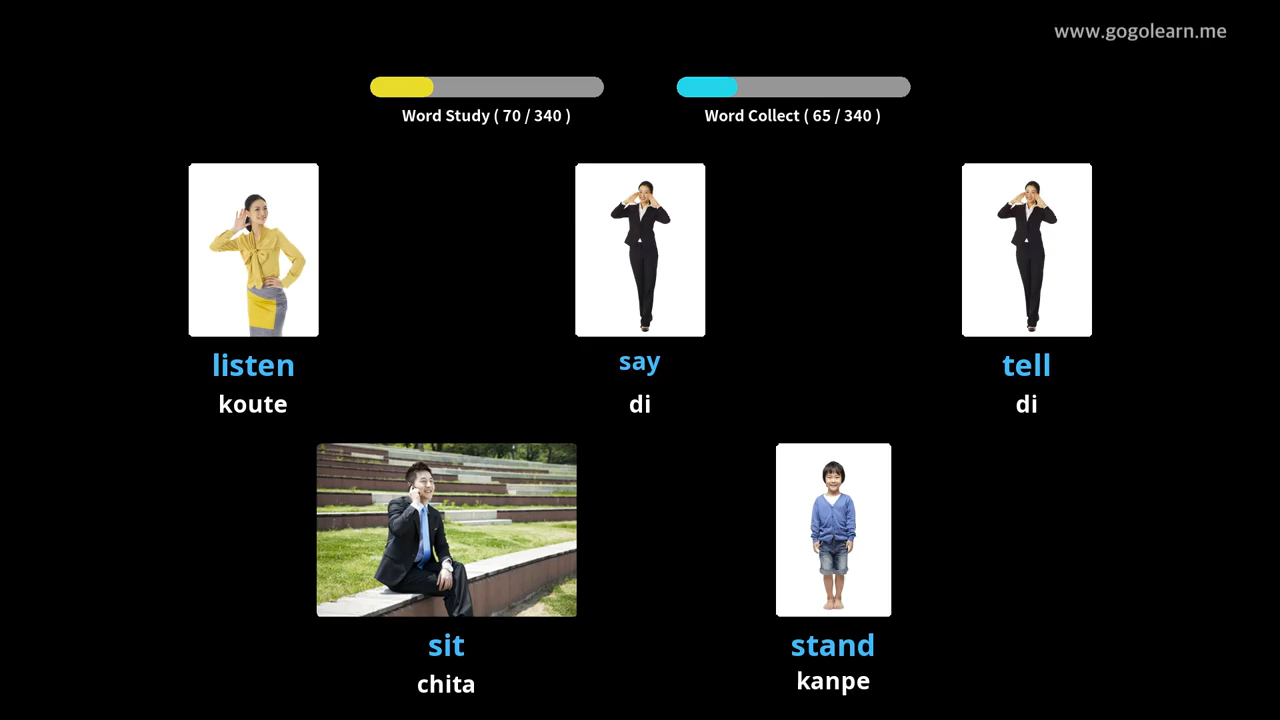 www.gogolearn.me
Word Study ( 70 / 340 )
Word Collect ( 65 / 340 )
listen
koute
say
di
tell
di
sit
chita
stand
kanpe